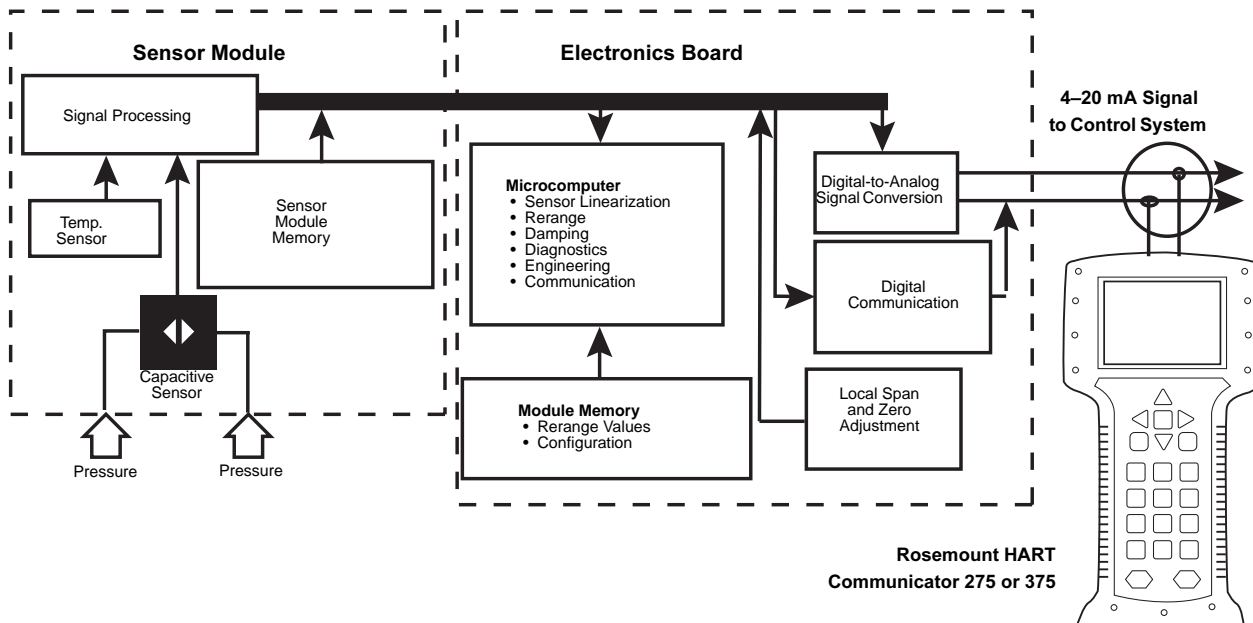 Sensor Module
Electronics Board
Signal Processing
Temp.
Sensor
Sensor
Module
Memory
Capacitive
Sensor
Pressure
Pressure
Microcomputer
• Sensor Linearization
• Rerange
• Damping
• Diagnostics
• Engineering
• Communication
Module Memory
• Rerange Values
• Configuration
Digital-to-Analog
Signal Conversion
Digital
Communication
Local Span
and Zero
Adjustment
4–20 mA Signal
to Control System
Rosemount HART
Communicator 275 or 375